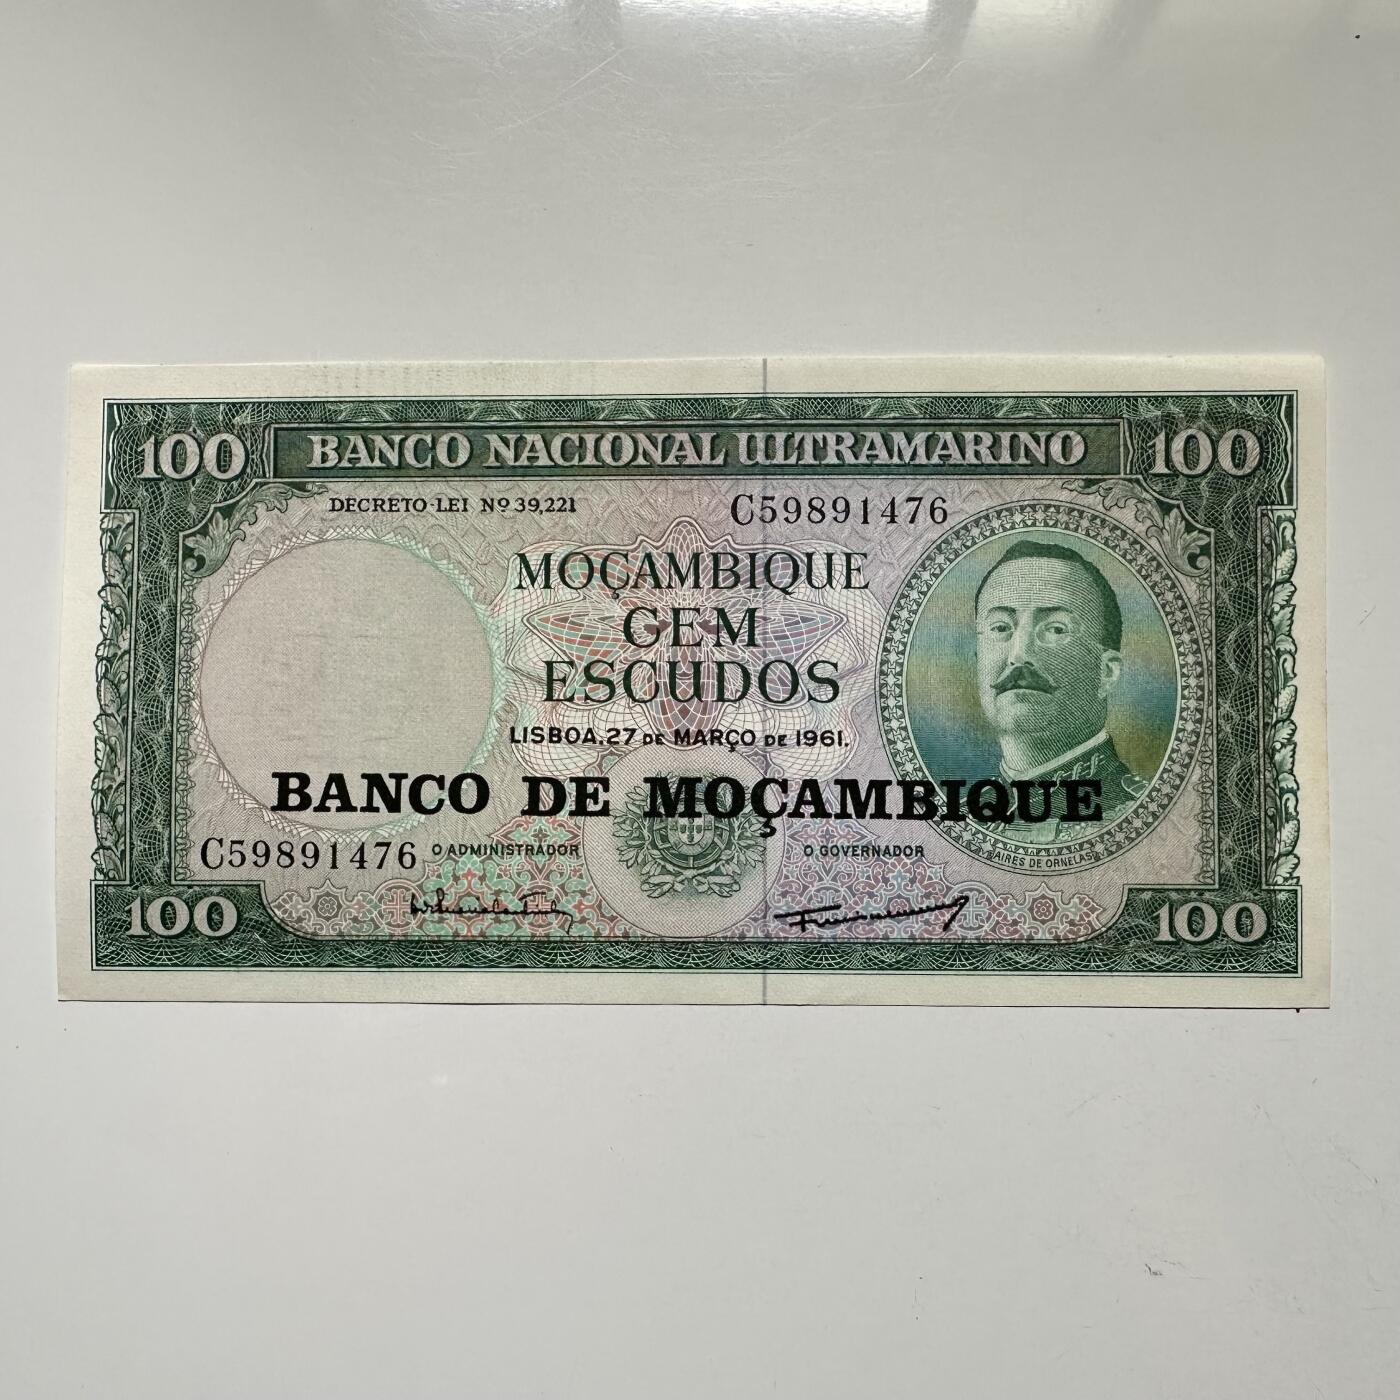 100 BANCO NACIONAL ULTRAMARINO 100
DECRETO-LEI Nº 39,221
C59891476
MOÇAMBIQUE
CEM
ESCUDOS
LISBOA, 27 DE MARÇO DE 1961.
BANCO DE MOÇAMBIQUE
C59891476
O ADMINISTRADOR
O GOVERNADOR
AIRES DE ORNELAS
100
100